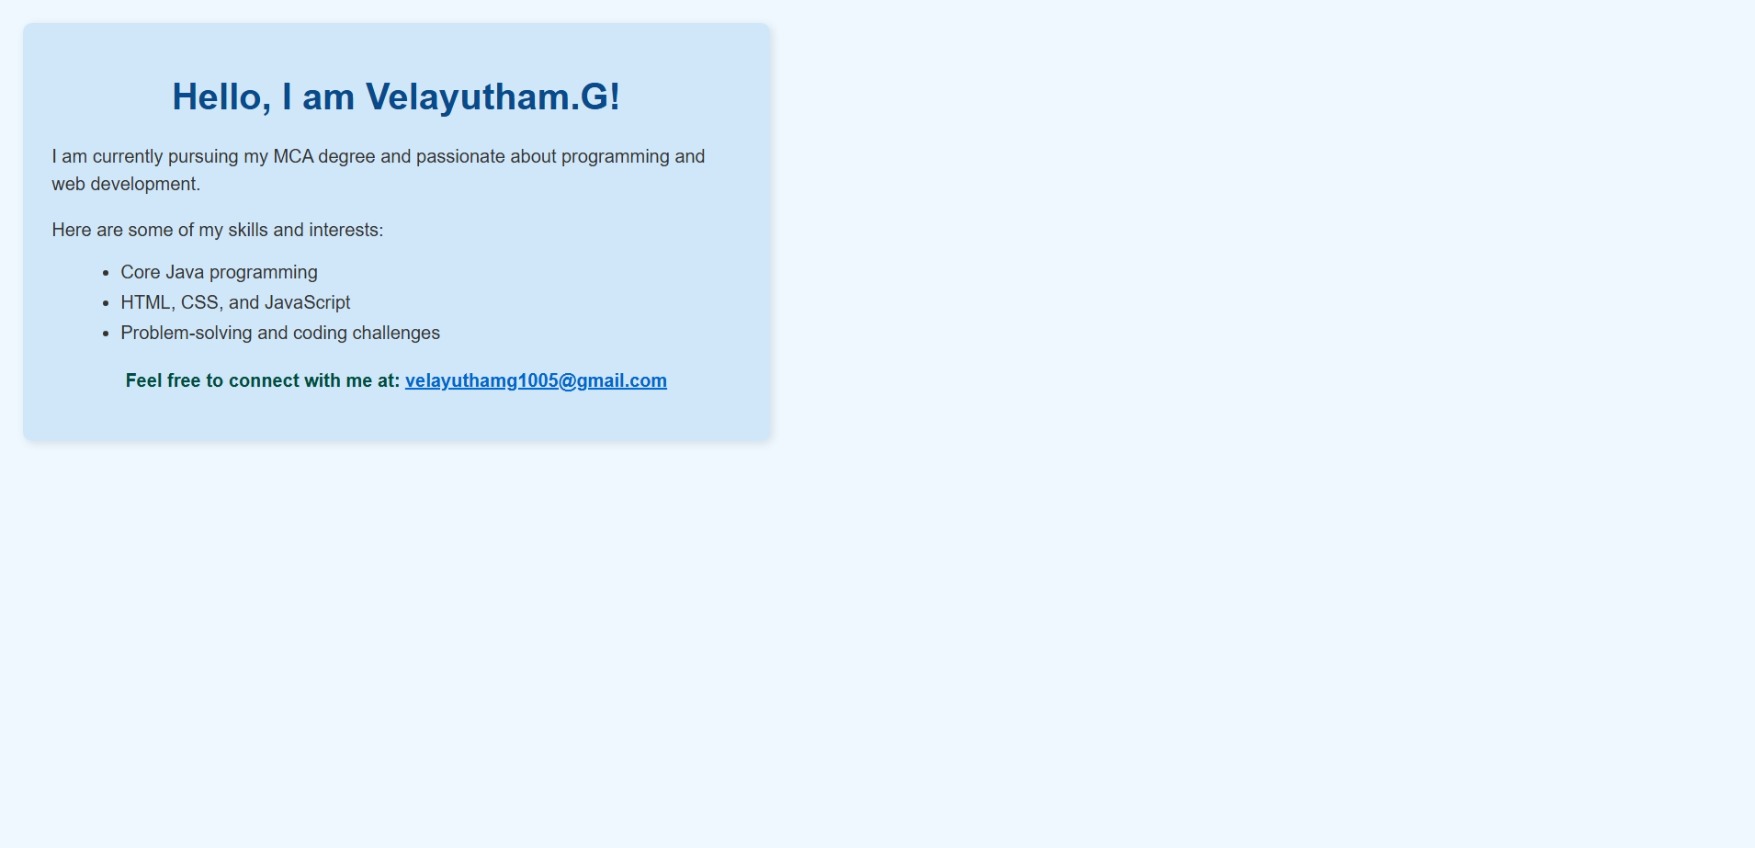 Hello, I am Velayutham.G!
I am currently pursuing my MCA degree and passionate about programming and
web development.
Here are some of my skills and interests:
• Core Java programming
• HTML, CSS, and JavaScript
• Problem-solving and coding challenges
Feel free to connect with me at: velayuthamg1005@gmail.com